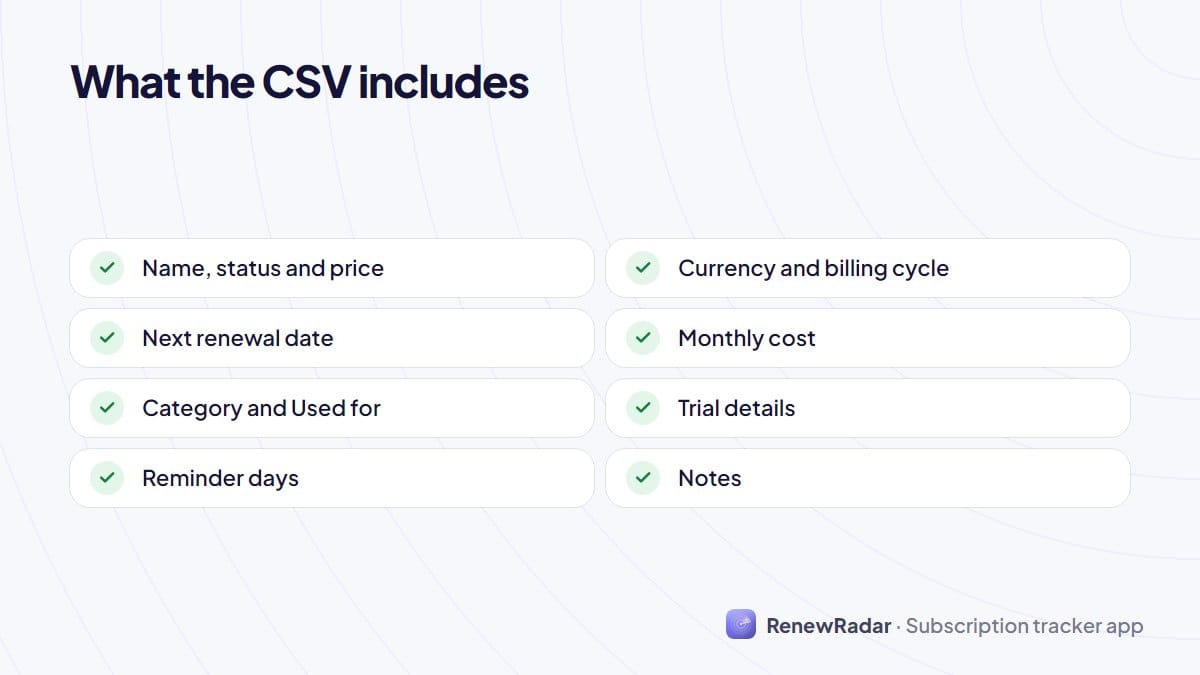 What the CSV includes
Name, status and price
Currency and billing cycle
Next renewal date
Monthly cost
Category and Used for
Trial details
Reminder days
Notes
RenewRadar · Subscription tracker app